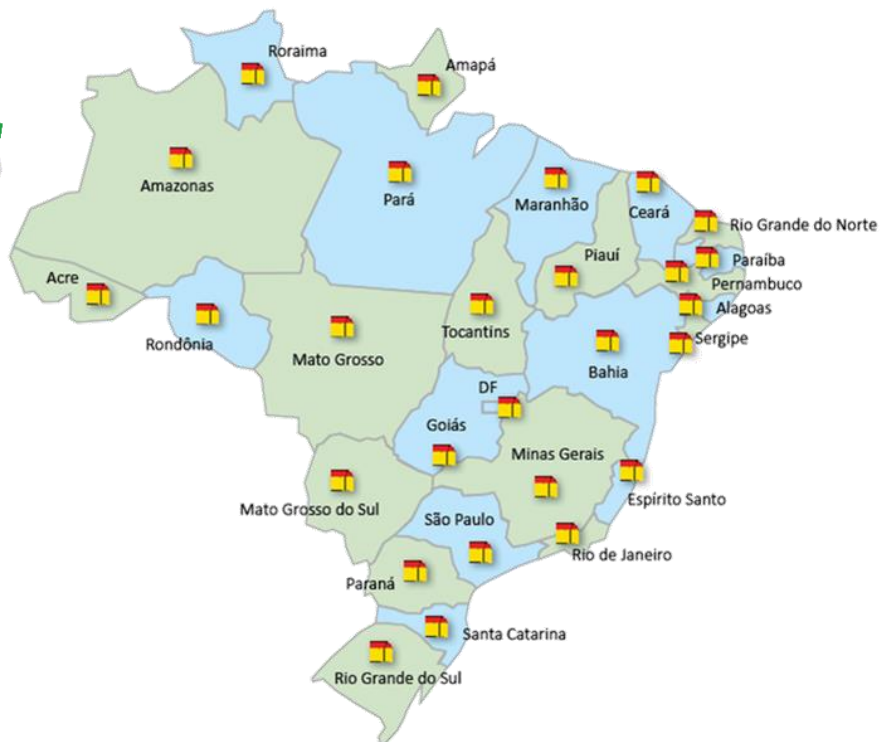 Roraima
Amapá
Amazonas
Pará
Maranhão
Ceará
Rio Grande do Norte
Piauí
Paraíba
Acre
Pernambuco
Alagoas
Rondônia
Tocantins
Sergipe
Mato Grosso
Bahia
DF
Goiás
Minas Gerais
Espírito Santo
Mato Grosso do Sul
São Paulo
Rio de Janeiro
Paraná
Santa Catarina
Rio Grande do Sul